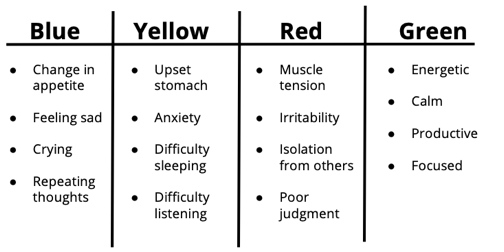 Blue
Yellow
Red
Green
• Change in
appetite
• Feeling sad
• Crying
• Repeating
thoughts
• Upset
stomach
• Anxiety
• Difficulty
sleeping
• Difficulty
listening
• Muscle
tension
• Irritability
• Isolation
from others
• Poor
judgment
• Energetic
• Calm
• Productive
• Focused